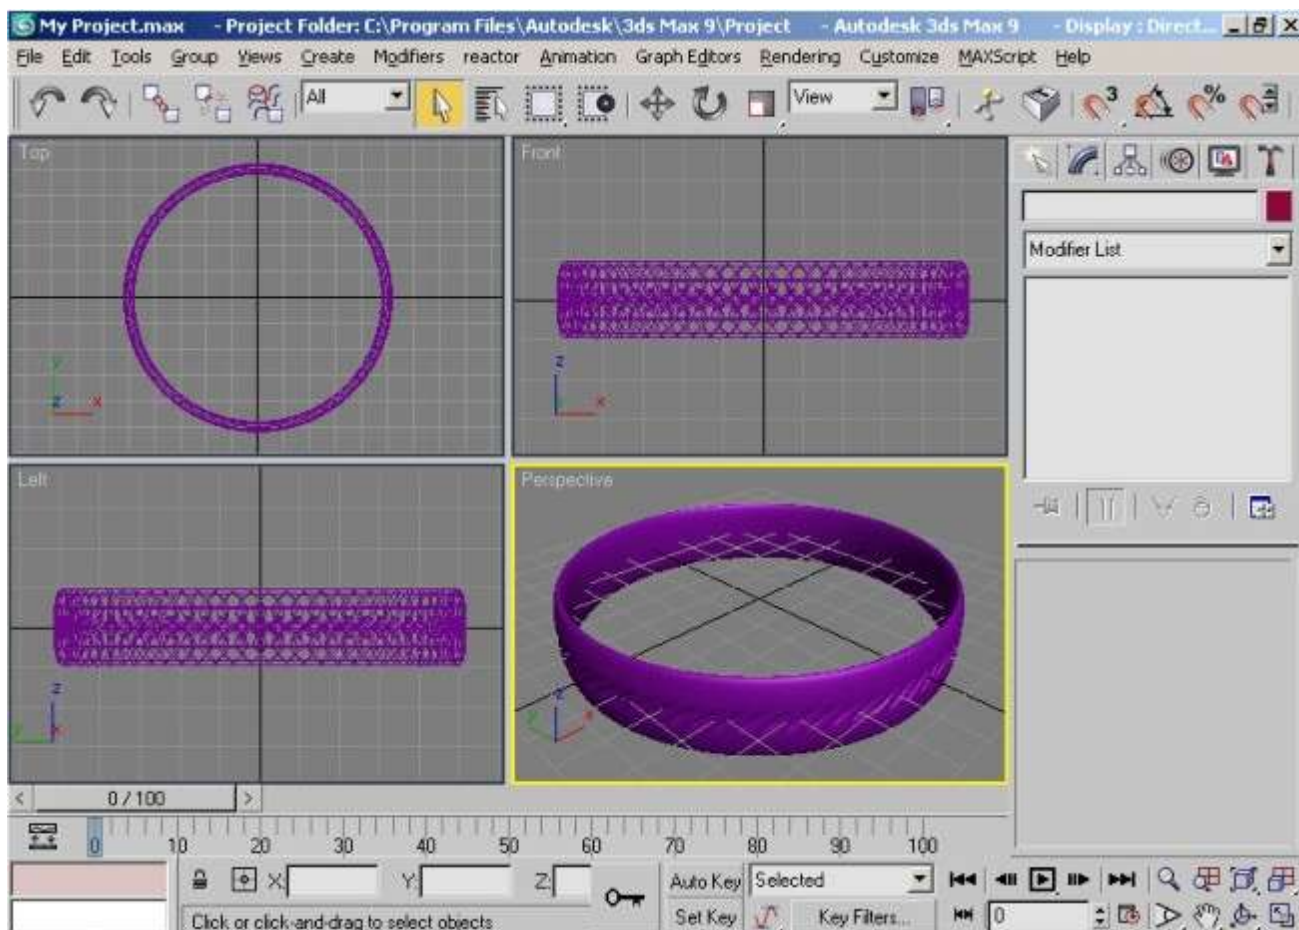 My Project.max - Project Folder: C:\Program Files\Autodesk\3ds Max 9\Project - Autodesk 3ds Max 9 - Display : Direct...
File Edit Tools Group Views Create Modifiers reactor Animation Graph Editors Rendering Customize MAXScript Help
All View 3 %
Top Front
y z x z x
Modifier List
Left Perspective
z y x z y x
< 0 / 100 >
0 10 20 30 40 50 60 70 80 90 100
X: Y: Z: Auto Key Selected
Click or click-and-drag to select objects Set Key Key Filters... 0